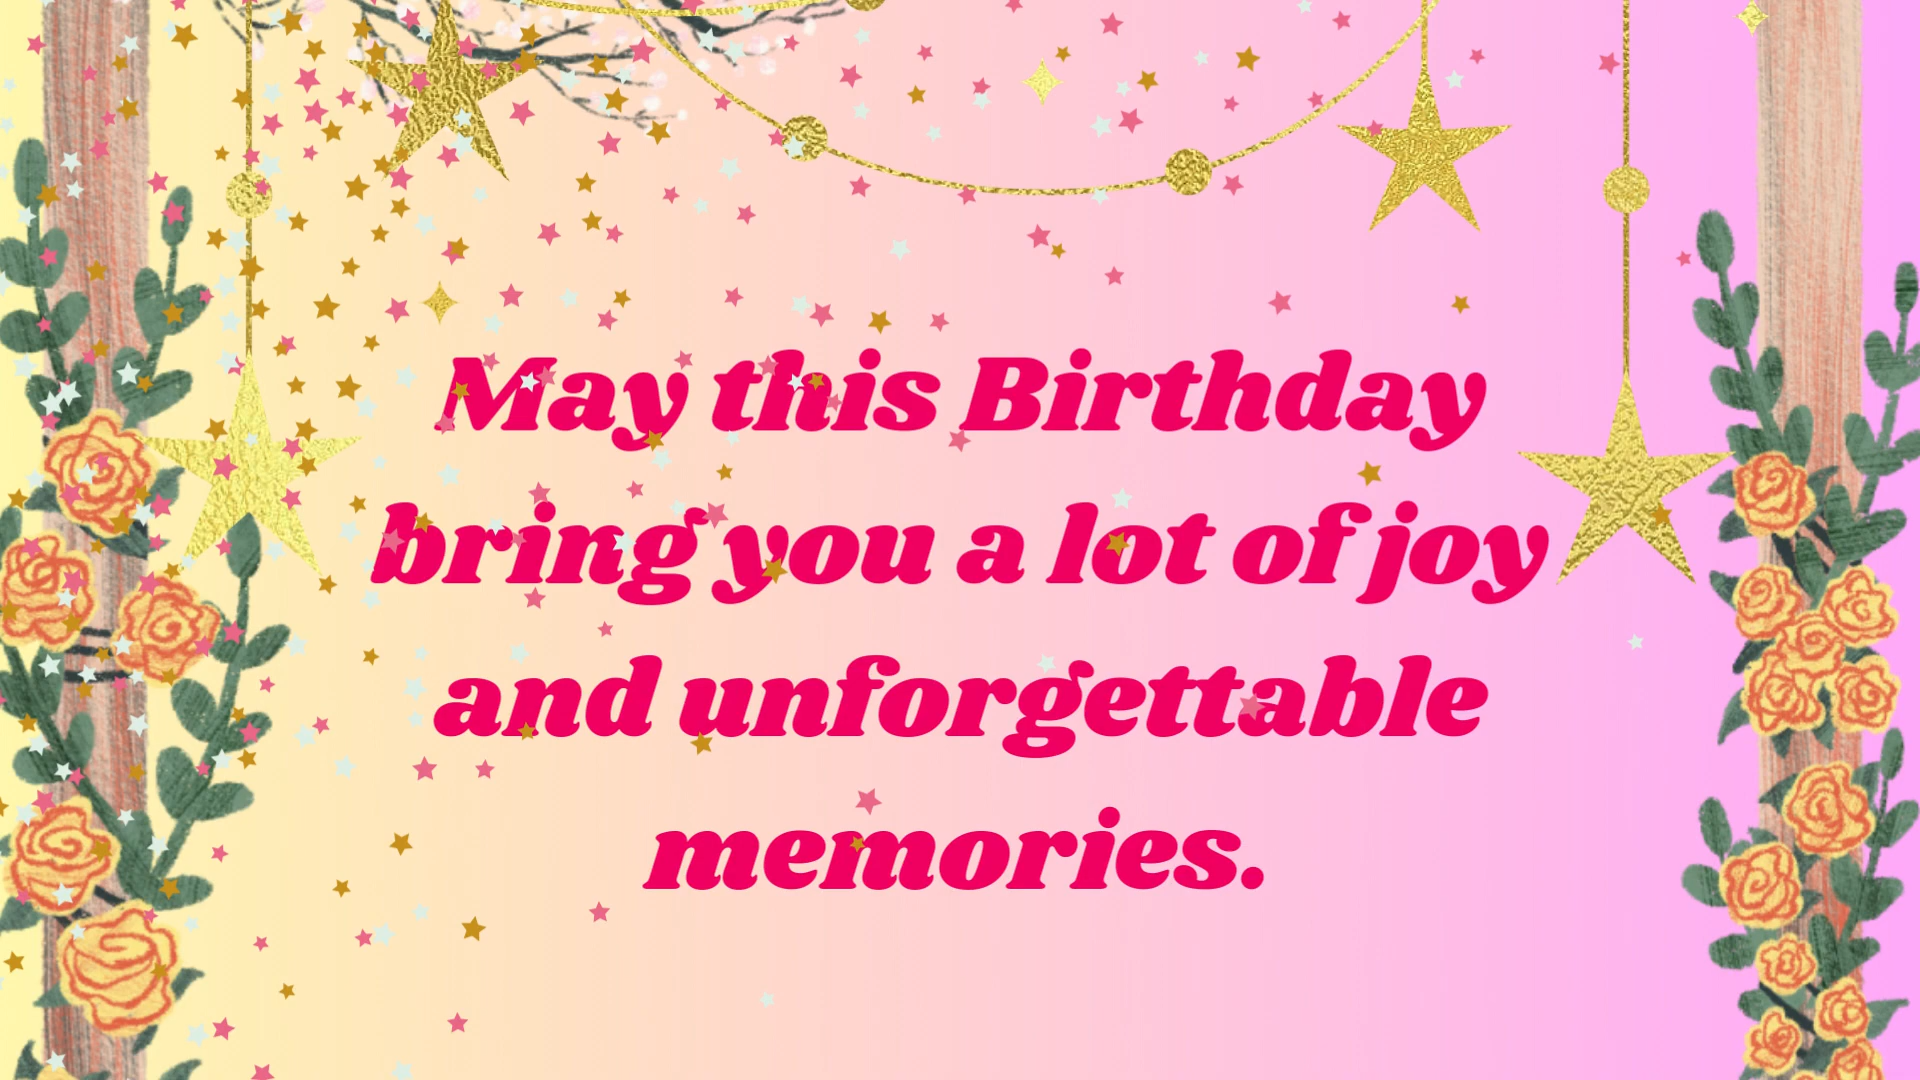 May this Birthday
bring you a lot of joy
and unforgettable
memories.